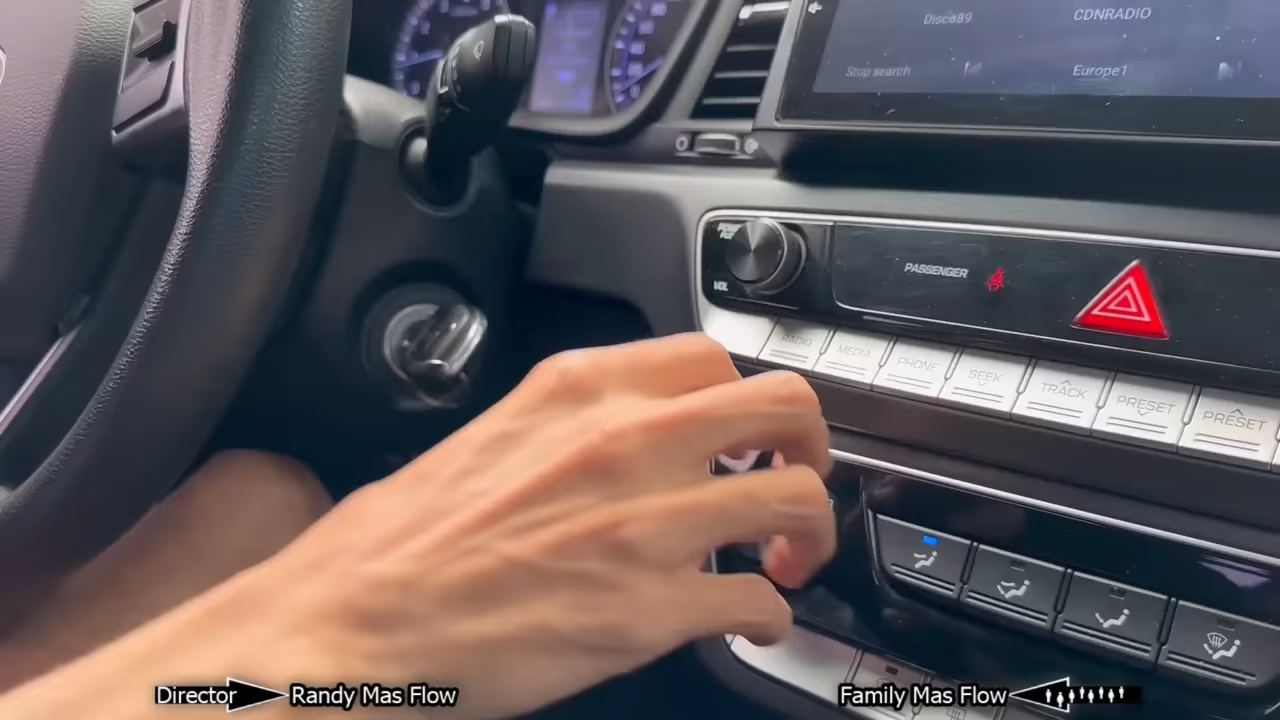 Disco89
CDNRADIO
Stop search
Europe1
VOL
PASSENGER
RADIO
MEDIA
PHONE
SEEK
TRACK
PRESET
PRESET
Director
Randy Mas Flow
Family Mas Flow